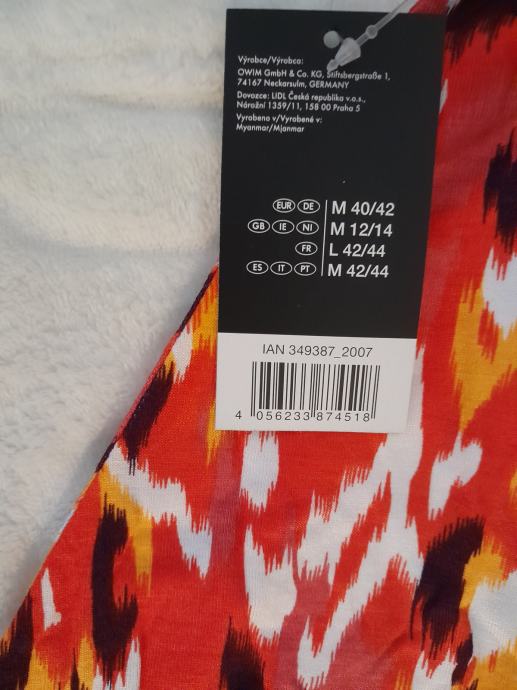 Výrobce/Výrobca:
OWIM GmbH & Co. KG, Stiftsbergstraße 1,
74167 Neckarsulm, GERMANY
Dovozce: LIDL Česká republika v.o.s.,
Nárožní 1359/11, 158 00 Praha 5
Vyrobeno v/Vyrobené v:
Myanmar/Mjanmar
EUR DE M 40/42
GB IE NI M 12/14
FR L 42/44
ES IT PT M 42/44
IAN 349387_2007
4 056233 874518